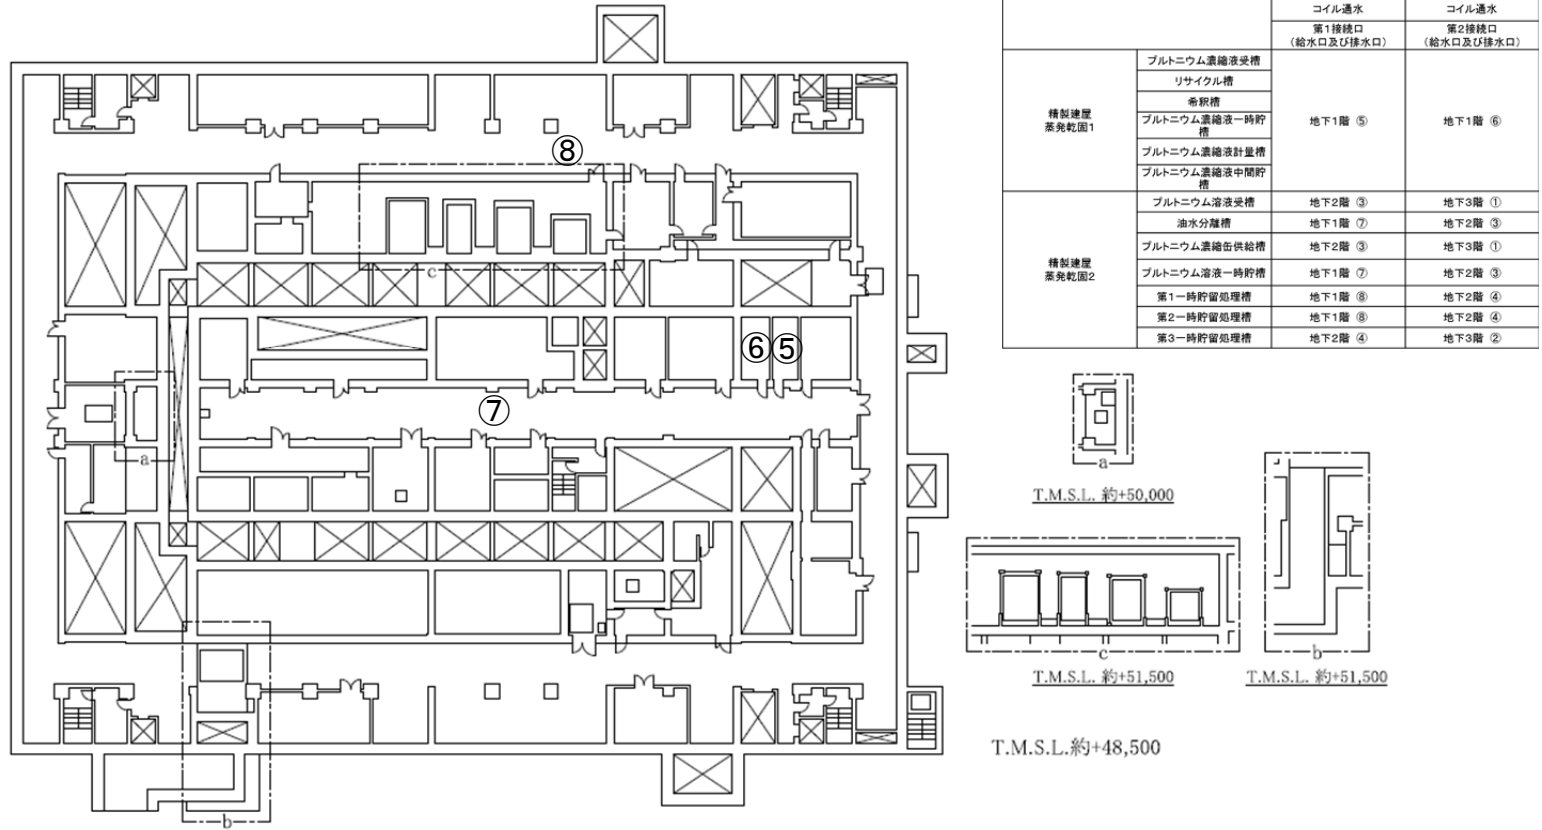 コイル通水 コイル通水
第1接続口 第2接続口
(給水口及び排水口) (給水口及び排水口)
精製建屋
蒸発乾固1
プルトニウム濃縮液受槽
リサイクル槽
希釈槽
プルトニウム濃縮液一時貯
槽
プルトニウム濃縮液計量槽
プルトニウム濃縮液中間貯
槽
地下1階 ⑤ 地下1階 ⑥
精製建屋
蒸発乾固2
プルトニウム溶液受槽 地下2階 ③ 地下3階 ①
油水分離槽 地下1階 ⑦ 地下2階 ③
プルトニウム濃縮缶供給槽 地下2階 ③ 地下3階 ①
プルトニウム溶液一時貯槽 地下1階 ⑦ 地下2階 ③
第1一時貯留処理槽 地下1階 ⑧ 地下2階 ④
第2一時貯留処理槽 地下1階 ⑧ 地下2階 ④
第3一時貯留処理槽 地下2階 ④ 地下3階 ②
⑧
c
⑥ ⑤
⑦
a
b
a
T.M.S.L. 約+50,000
c
T.M.S.L. 約+51,500
b
T.M.S.L. 約+51,500
T.M.S.L.約+48,500